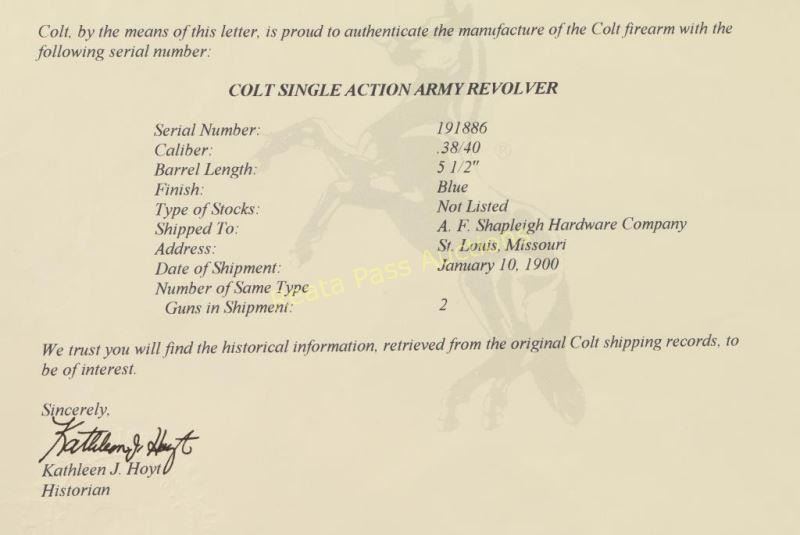 Colt, by the means of this letter, is proud to authenticate the manufacture of the Colt firearm with the
following serial number:
COLT SINGLE ACTION ARMY REVOLVER
Serial Number: 191886
Caliber: .38/40
Barrel Length: 5 1/2"
Finish: Blue
Type of Stocks: Not Listed
Shipped To: A. F. Shapleigh Hardware Company
Address: St. Louis, Missouri
Date of Shipment: January 10, 1900
Number of Same Type
Guns in Shipment: 2
Reata Pass Auctions
®
We trust you will find the historical information, retrieved from the original Colt shipping records, to
be of interest.
Sincerely,
Kathleen J. Hoyt
Kathleen J. Hoyt
Historian